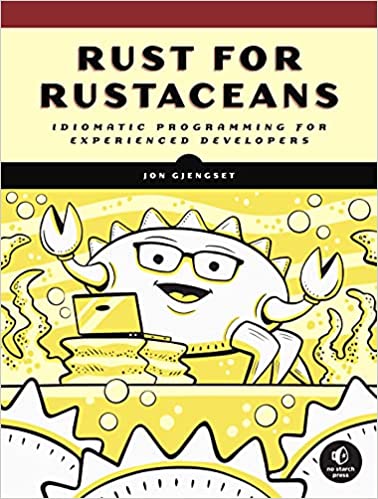 RUST FOR
RUSTACEANS
IDIOMATIC PROGRAMMING FOR
EXPERIENCED DEVELOPERS
JON GJENGSET
no starch
press